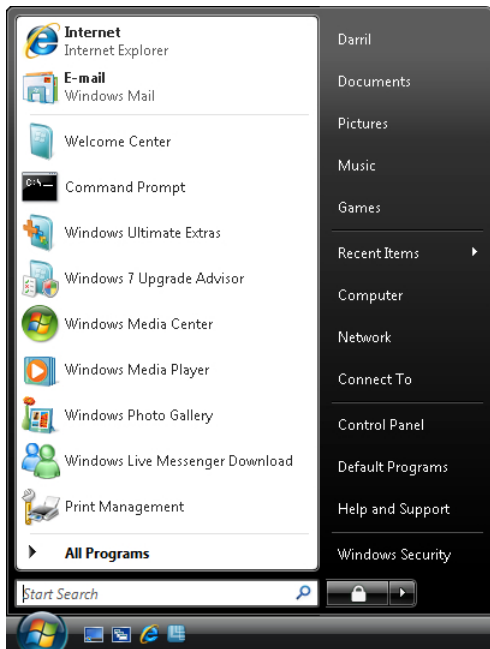 Internet
Internet Explorer
E-mail
Windows Mail
Welcome Center
C:\
Command Prompt
Windows Ultimate Extras
Windows 7 Upgrade Advisor
Windows Media Center
Windows Media Player
Windows Photo Gallery
Windows Live Messenger Download
Print Management
All Programs
Start Search
Darril
Documents
Pictures
Music
Games
Recent Items
Computer
Network
Connect To
Control Panel
Default Programs
Help and Support
Windows Security